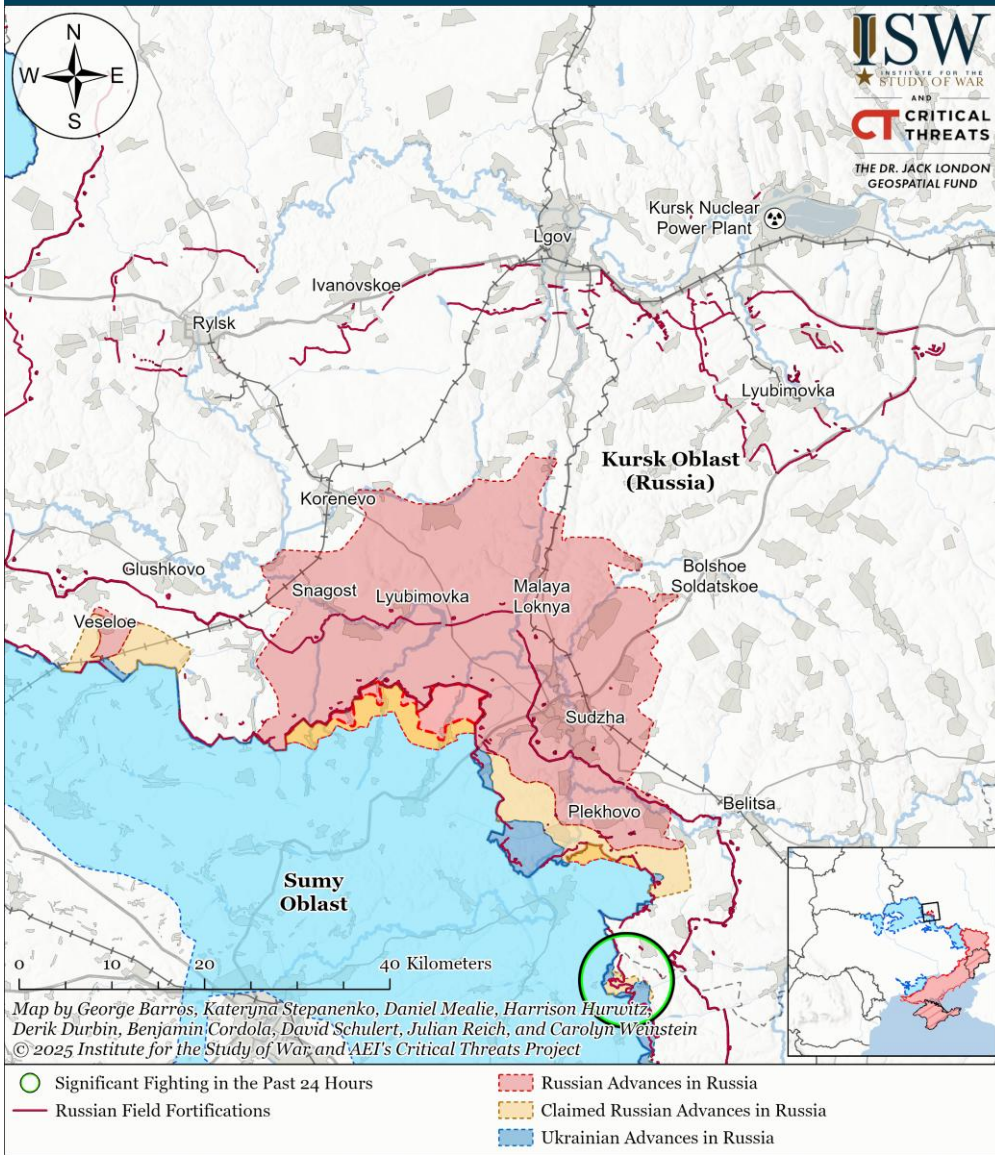 N
W E
S
ISW
INSTITUTE FOR THE
STUDY OF WAR
AND
CT CRITICAL
THREATS
THE DR. JACK LONDON
GEOSPATIAL FUND
Kursk Nuclear
Power Plant
Lgov
Ivanovskoe
Rylsk
Lyubimovka
Kursk Oblast
(Russia)
Korenevo
Glushkovo
Snagost
Lyubimovka
Malaya
Loknya
Bolshoe
Soldatskoe
Veseloe
Sudzha
Plekhovo
Belitsa
Sumy
Oblast
0 10 20 40 Kilometers
Map by George Barros, Kateryna Stepanenko, Daniel Mealie, Harrison Hurwitz,
Derik Durbin, Benjamin Cordola, David Schulert, Julian Reich, and Carolyn Weinstein
© 2025 Institute for the Study of War and AEI's Critical Threats Project
Significant Fighting in the Past 24 Hours
Russian Field Fortifications
Russian Advances in Russia
Claimed Russian Advances in Russia
Ukrainian Advances in Russia